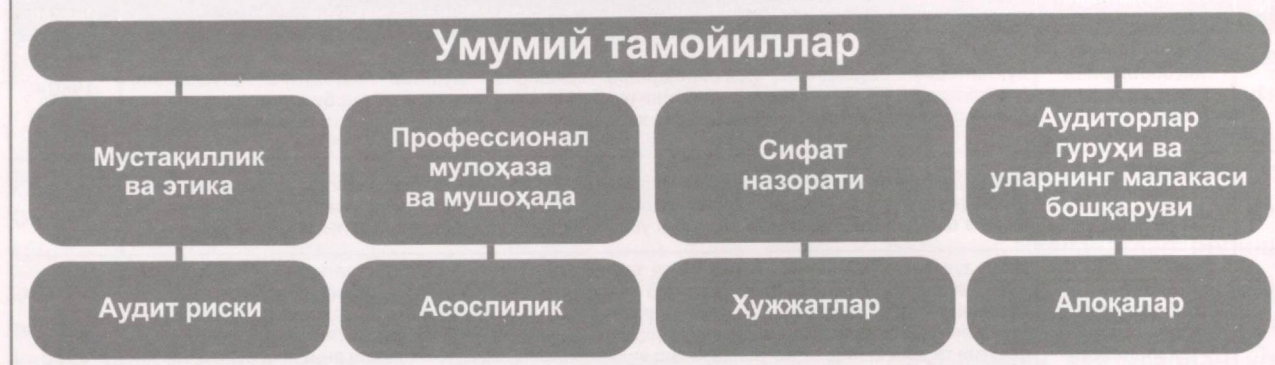 Умумий тамойиллар
Мустақиллик
ва этика
Профессионал
мулоҳаза
ва мушоҳада
Сифат
назорати
Аудиторлар
гуруҳи ва
уларнинг малакаси
бошқаруви
Аудит риски
Асослилик
Ҳужжатлар
Алоқалар